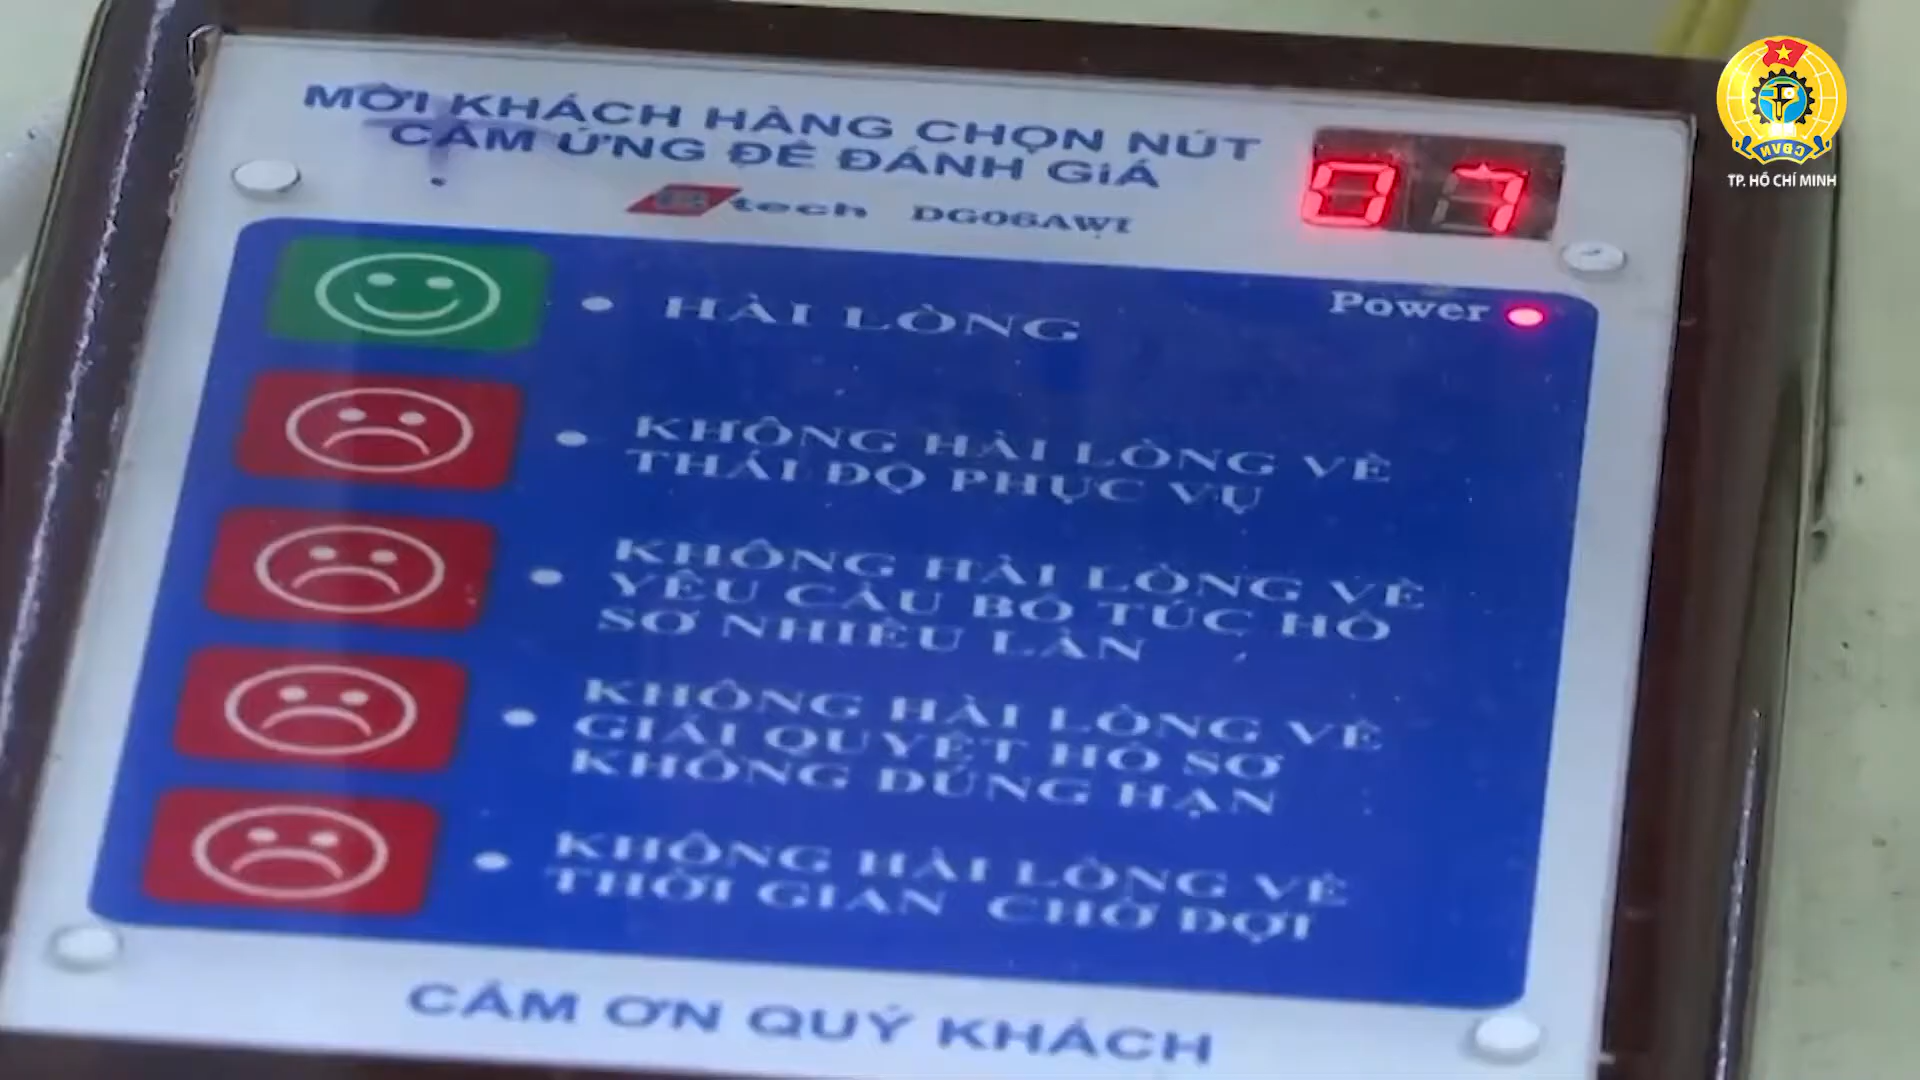 MỜI KHÁCH HÀNG CHỌN NÚT
CẢM ỨNG ĐỂ ĐÁNH GiÁ
tech DG06AWI
07
Power
HÀI LÒNG
KHÔNG HÀI LÒNG VỀ
THÁI ĐỘ PHỤC VỤ
KHÔNG HÀI LÒNG VỀ
YÊU CẦU BỔ TÚC HỒ
SƠ NHIỀU LẦN
KHÔNG HÀI LÒNG VỀ
GIẢI QUYẾT HỒ SƠ
KHÔNG ĐÚNG HẠN
KHÔNG HÀI LÒNG VỀ
THỜI GIAN CHỜ ĐỢI
CẢM ƠN QUÝ KHÁCH
TP. HỒ CHÍ MINH